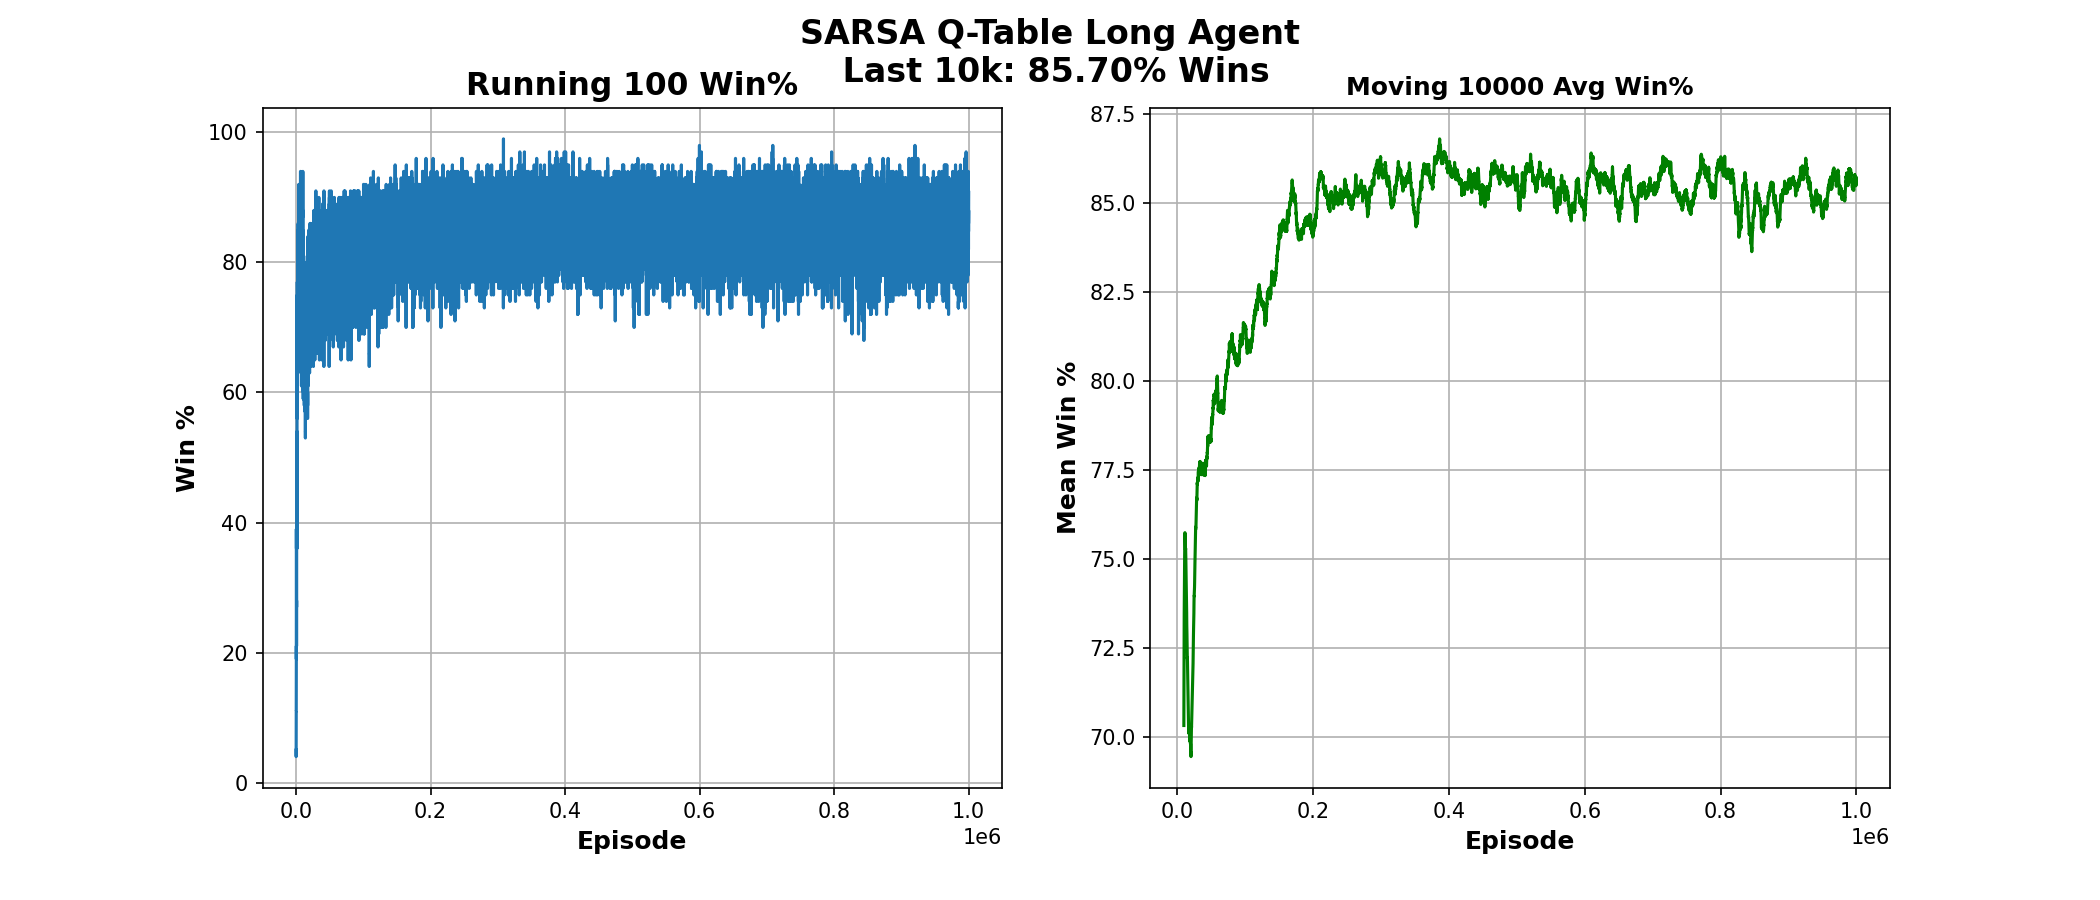 SARSA Q-Table Long Agent
Last 10k: 85.70% Wins
Running 100 Win%
100
80
60
40
20
0
Win %
0.0 0.2 0.4 0.6 0.8 1.0
1e6
Episode
Moving 10000 Avg Win%
87.5
85.0
82.5
80.0
77.5
75.0
72.5
70.0
Mean Win %
0.0 0.2 0.4 0.6 0.8 1.0
1e6
Episode